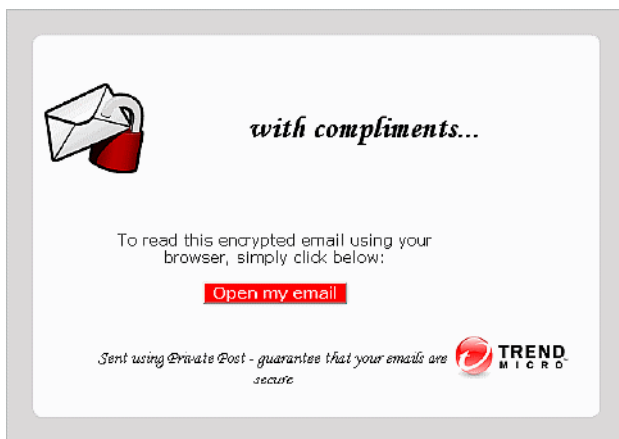 with compliments...
To read this encrypted email using your
browser, simply click below:
Open my email
Sent using Private Post - guarantee that your emails are
secure
TREND
MICRO